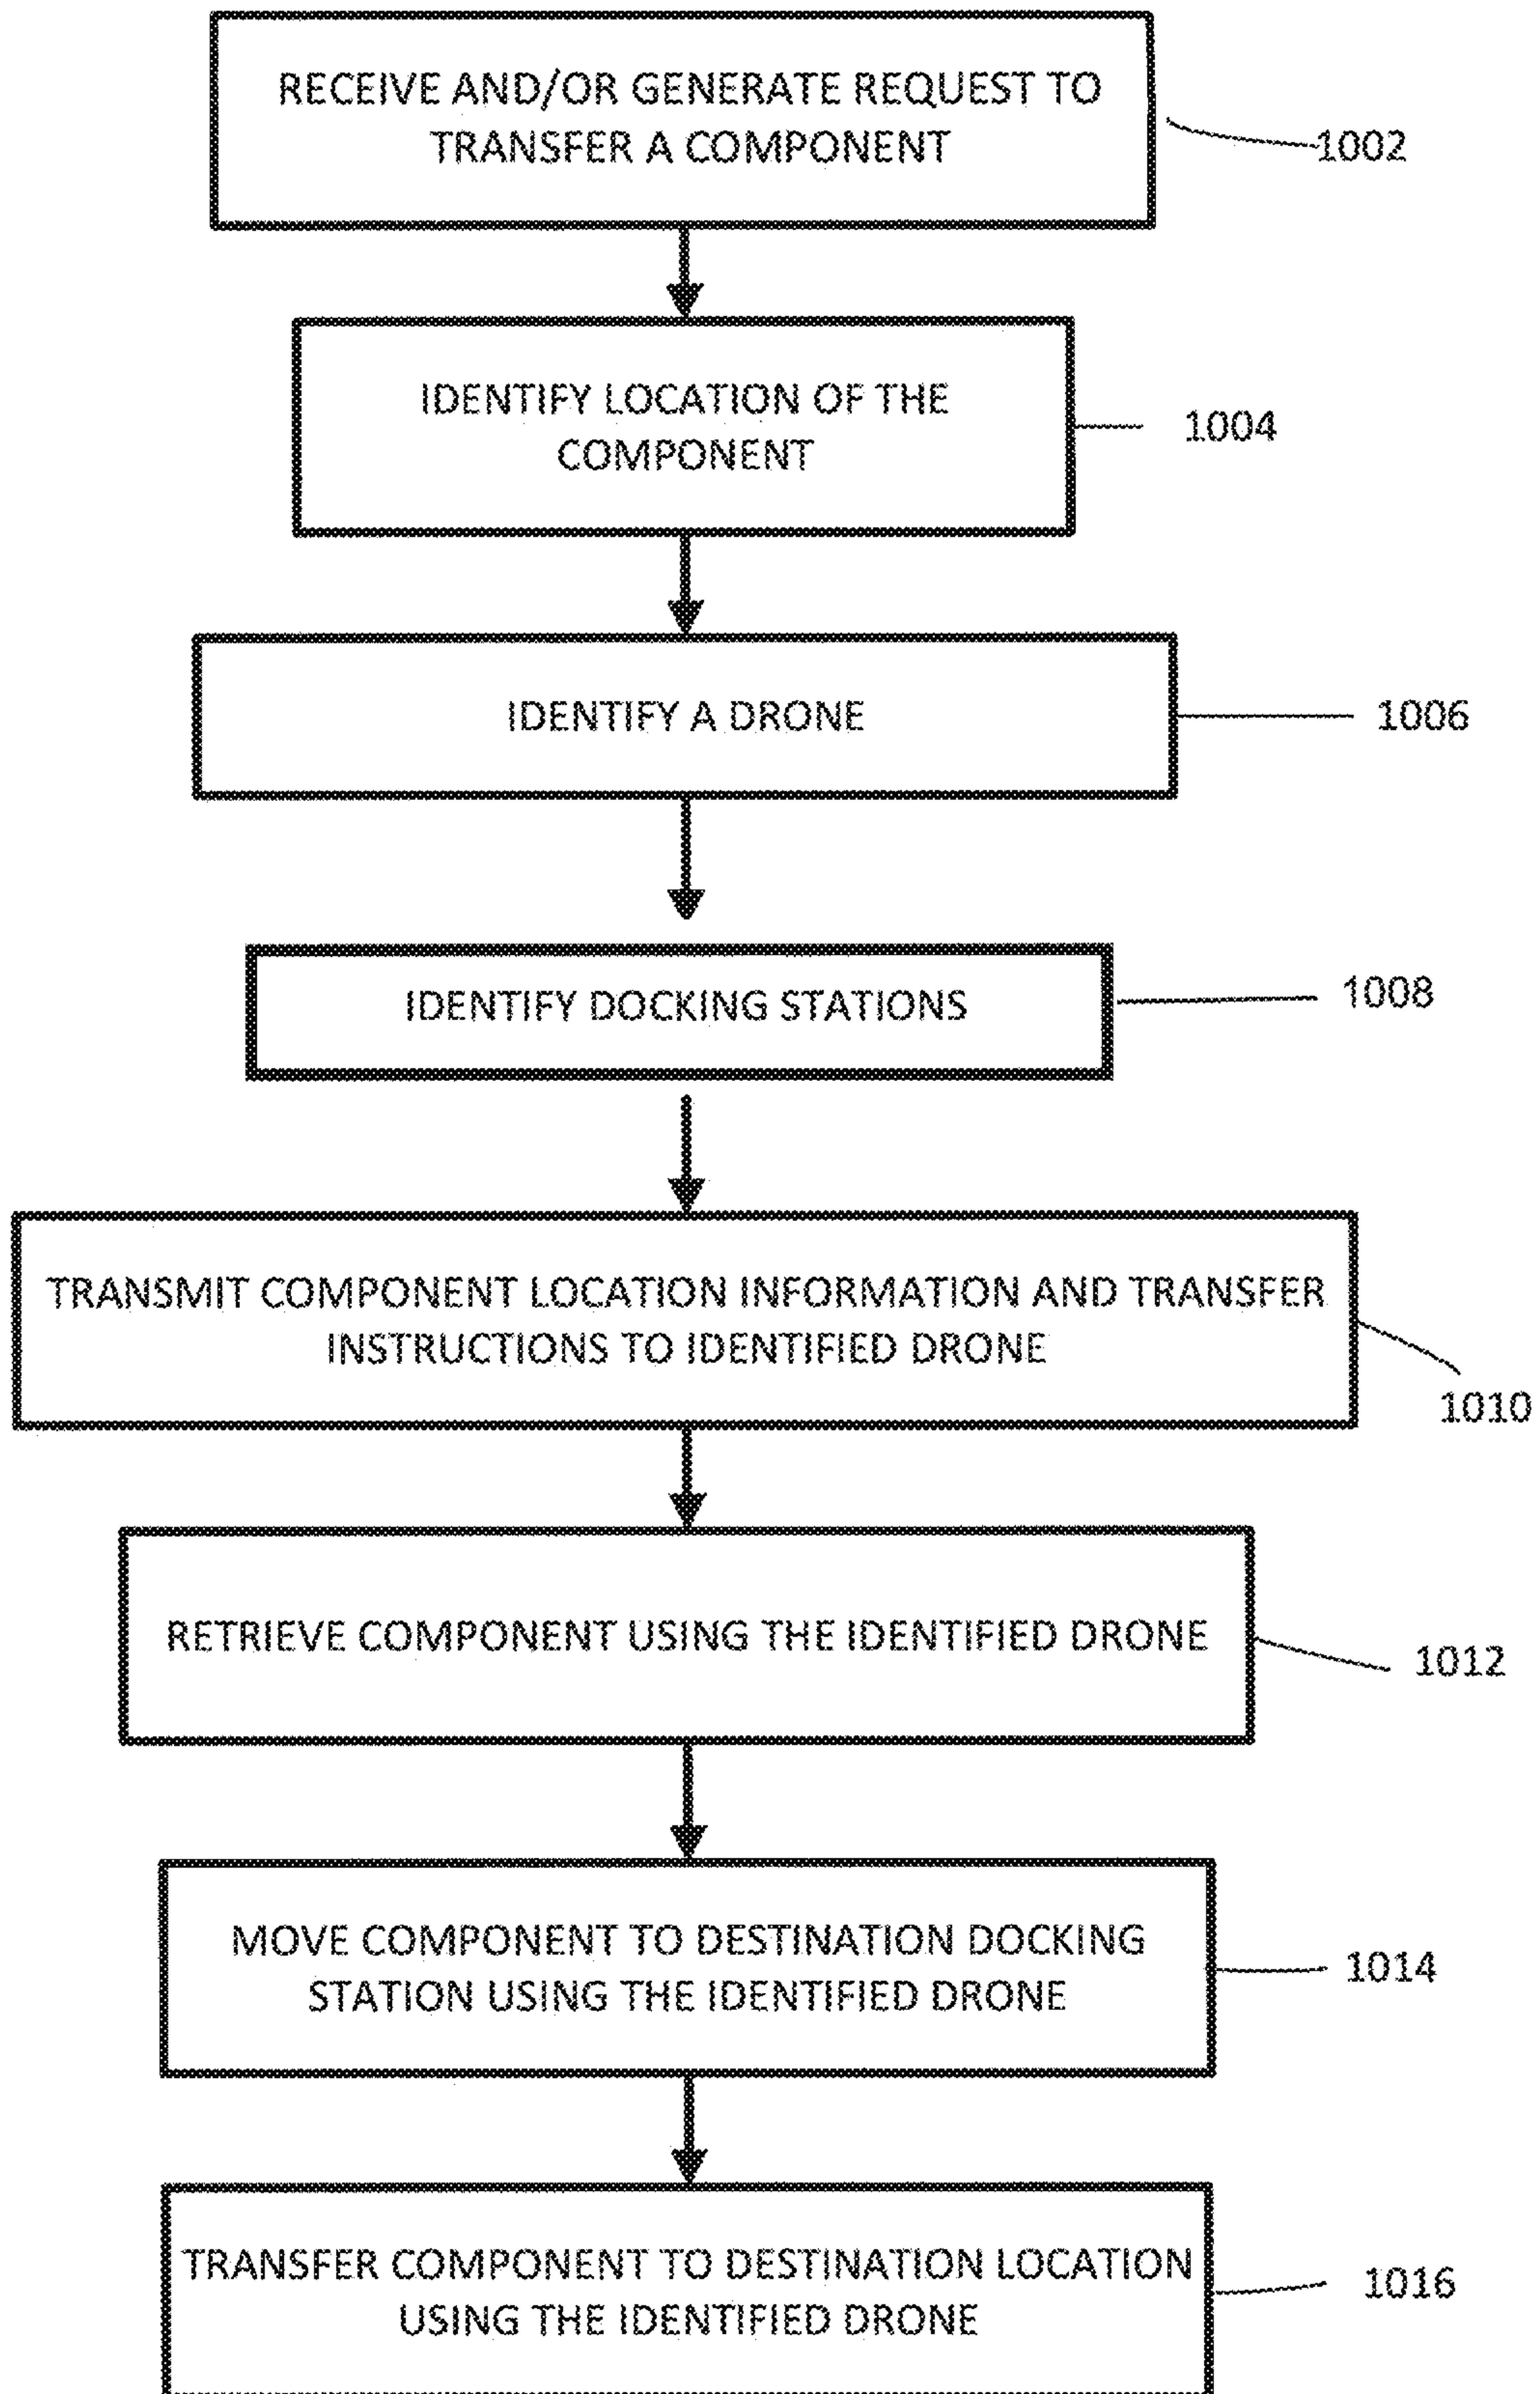 RECEIVE AND/OR GENERATE REQUEST TO
TRANSFER A COMPONENT
1002
IDENTIFY LOCATION OF THE
COMPONENT
1004
IDENTIFY A DRONE
1006
IDENTIFY DOCKING STATIONS
1008
TRANSMIT COMPONENT LOCATION INFORMATION AND TRANSFER
INSTRUCTIONS TO IDENTIFIED DRONE
1010
RETRIEVE COMPONENT USING THE IDENTIFIED DRONE
1012
MOVE COMPONENT TO DESTINATION DOCKING
STATION USING THE IDENTIFIED DRONE
1014
TRANSFER COMPONENT TO DESTINATION LOCATION
USING THE IDENTIFIED DRONE
1016